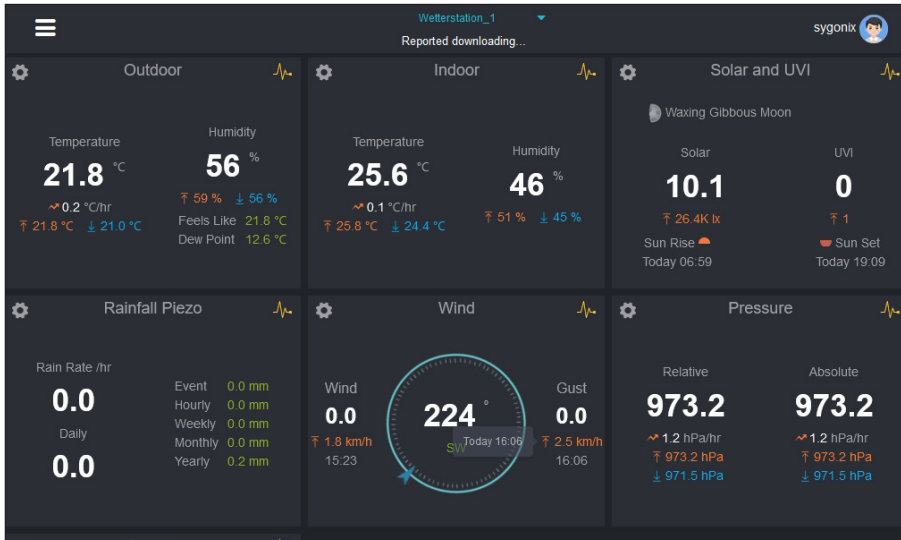 Wetterstation_1
Reported downloading...
sygonix
Outdoor
Temperature
21.8 °C
0.2 °C/hr
21.8 °C 21.0 °C
Humidity
56 %
59 % 56 %
Feels Like 21.8 °C
Dew Point 12.6 °C
Indoor
Temperature
25.6 °C
0.1 °C/hr
25.8 °C 24.4 °C
Humidity
46 %
51 % 45 %
Solar and UVI
Waxing Gibbous Moon
Solar
10.1
26.4K lx
UVI
0
1
Sun Rise
Today 06:59
Sun Set
Today 19:09
Rainfall Piezo
Rain Rate /hr
0.0
Daily
0.0
Event 0.0 mm
Hourly 0.0 mm
Weekly 0.0 mm
Monthly 0.0 mm
Yearly 0.2 mm
Wind
Wind
0.0
1.8 km/h
15:23
224 °
SW
Today 16:06
Gust
0.0
2.5 km/h
16:06
Pressure
Relative
973.2
1.2 hPa/hr
973.2 hPa
971.5 hPa
Absolute
973.2
1.2 hPa/hr
973.2 hPa
971.5 hPa